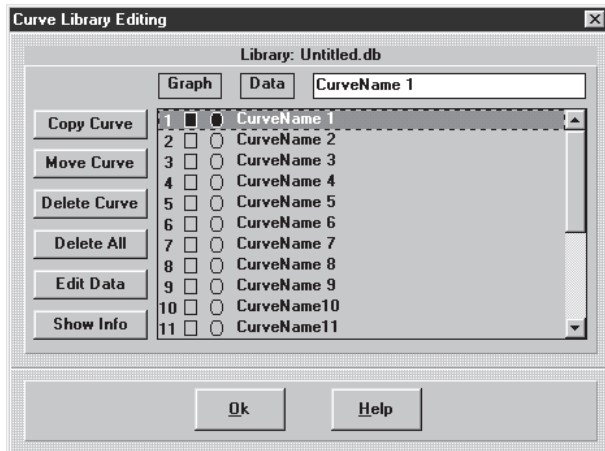 Curve Library Editing
Library: Untitled.db
Graph Data CurveName 1
Copy Curve
Move Curve
Delete Curve
Delete All
Edit Data
Show Info
1 CurveName 1
2 CurveName 2
3 CurveName 3
4 CurveName 4
5 CurveName 5
6 CurveName 6
7 CurveName 7
8 CurveName 8
9 CurveName 9
10 CurveName10
11 CurveName11
Ok Help